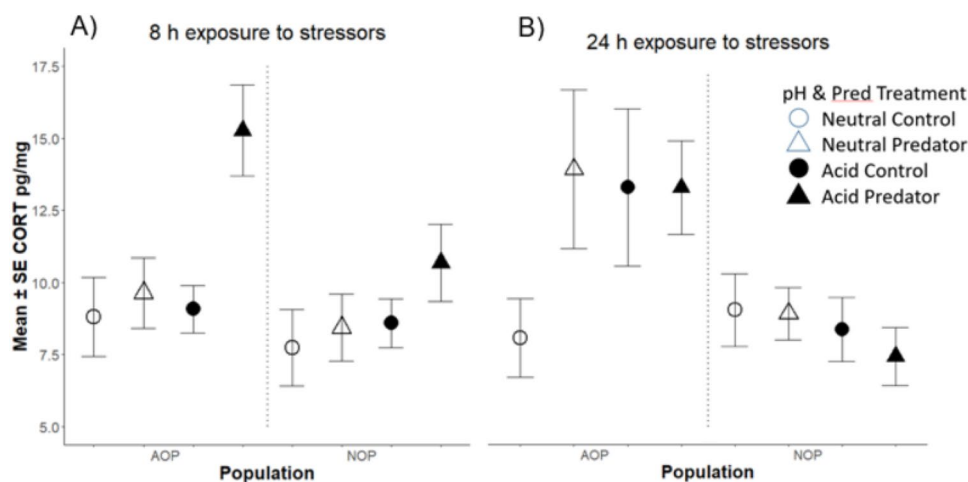 A)
8 h exposure to stressors
B)
24 h exposure to stressors
Mean ± SE CORT pg/mg
17.5
15.0
12.5
10.0
7.5
5.0
pH & Pred Treatment
Neutral Control
Neutral Predator
Acid Control
Acid Predator
AOP
NOP
AOP
NOP
Population
Population